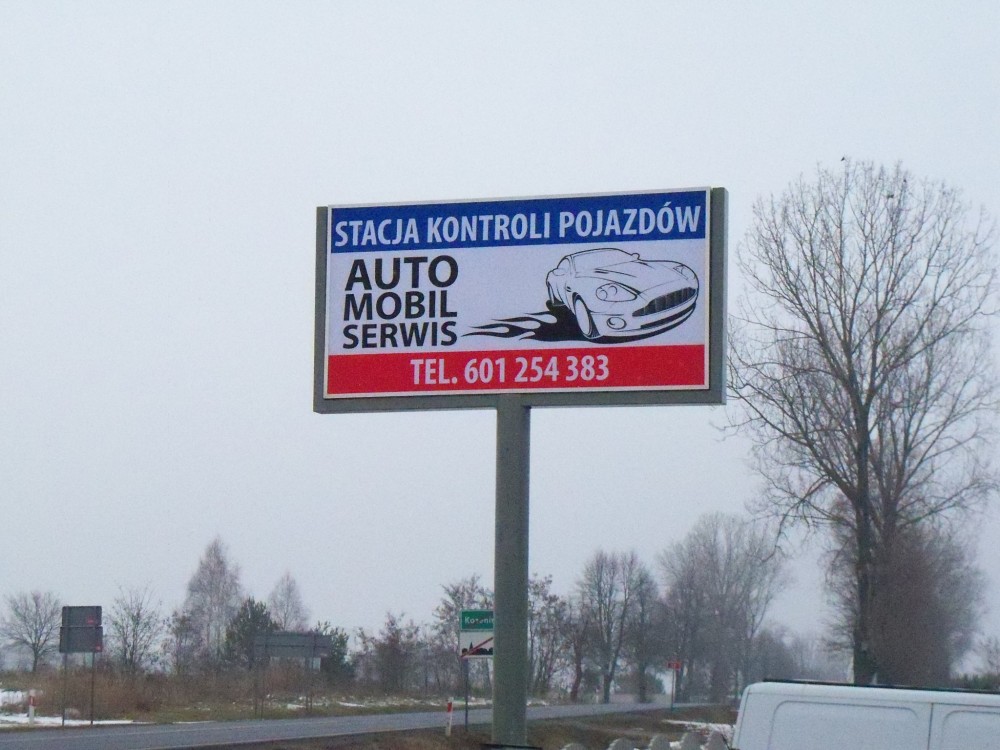 STACJA KONTROLI POJAZDÓW
AUTO
MOBIL
SERWIS
TEL. 601 254 383